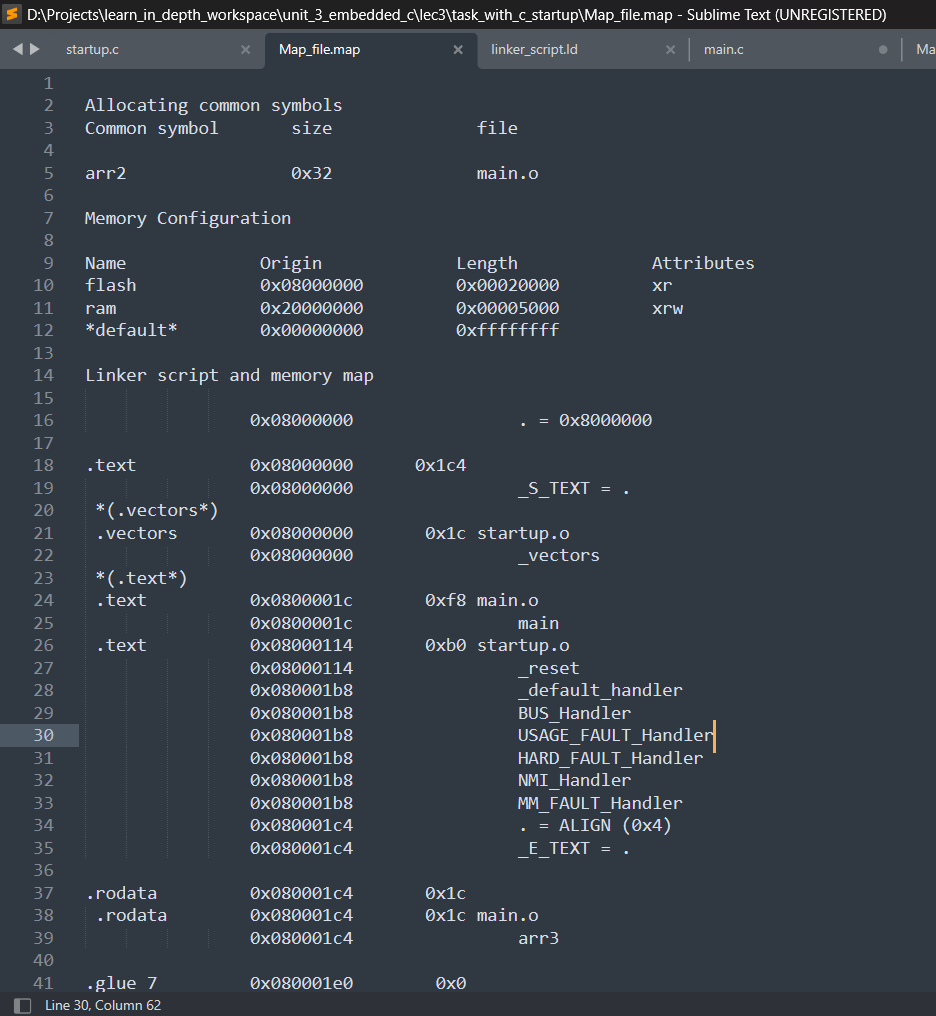 D:\Projects\learn_in_depth_workspace\unit_3_embedded_c\lec3\task_with_c_startup\Map_file.map - Sublime Text (UNREGISTERED)
startup.c × Map_file.map × linker_script.ld × main.c Ma
1
2 Allocating common symbols
3 Common symbol size file
4
5 arr2 0x32 main.o
6
7 Memory Configuration
8
9 Name Origin Length Attributes
10 flash 0x08000000 0x00020000 xr
11 ram 0x20000000 0x00005000 xrw
12 *default* 0x00000000 0xffffffff
13
14 Linker script and memory map
15
16 0x08000000 . = 0x8000000
17
18 .text 0x08000000 0x1c4
19 0x08000000 _S_TEXT = .
20 *(.vectors*)
21 .vectors 0x08000000 0x1c startup.o
22 0x08000000 _vectors
23 *(.text*)
24 .text 0x0800001c 0xf8 main.o
25 0x0800001c main
26 .text 0x08000114 0xb0 startup.o
27 0x08000114 _reset
28 0x080001b8 _default_handler
29 0x080001b8 BUS_Handler
30 0x080001b8 USAGE_FAULT_Handler
31 0x080001b8 HARD_FAULT_Handler
32 0x080001b8 NMI_Handler
33 0x080001b8 MM_FAULT_Handler
34 0x080001c4 . = ALIGN (0x4)
35 0x080001c4 _E_TEXT = .
36
37 .rodata 0x080001c4 0x1c
38 .rodata 0x080001c4 0x1c main.o
39 0x080001c4 arr3
40
41 .glue_7 0x080001e0 0x0
Line 30, Column 62